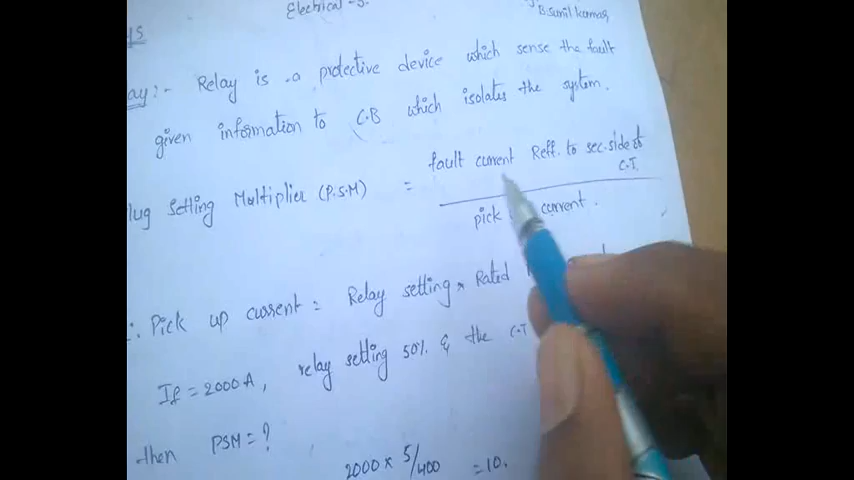 Electrical -
B. Sunil kumar
ay:- Relay is a protective device which sense the fault
given information to C.B which isolates the system.
lug setting Multiplier (P.S.M) = fault current Reff. to sec. side of C.T.
pick current.
: Pick up current = Relay setting × Rated
If = 2000A, relay setting 50% & the C.T
then PSM = ?
2000 × 5/400 = 10.